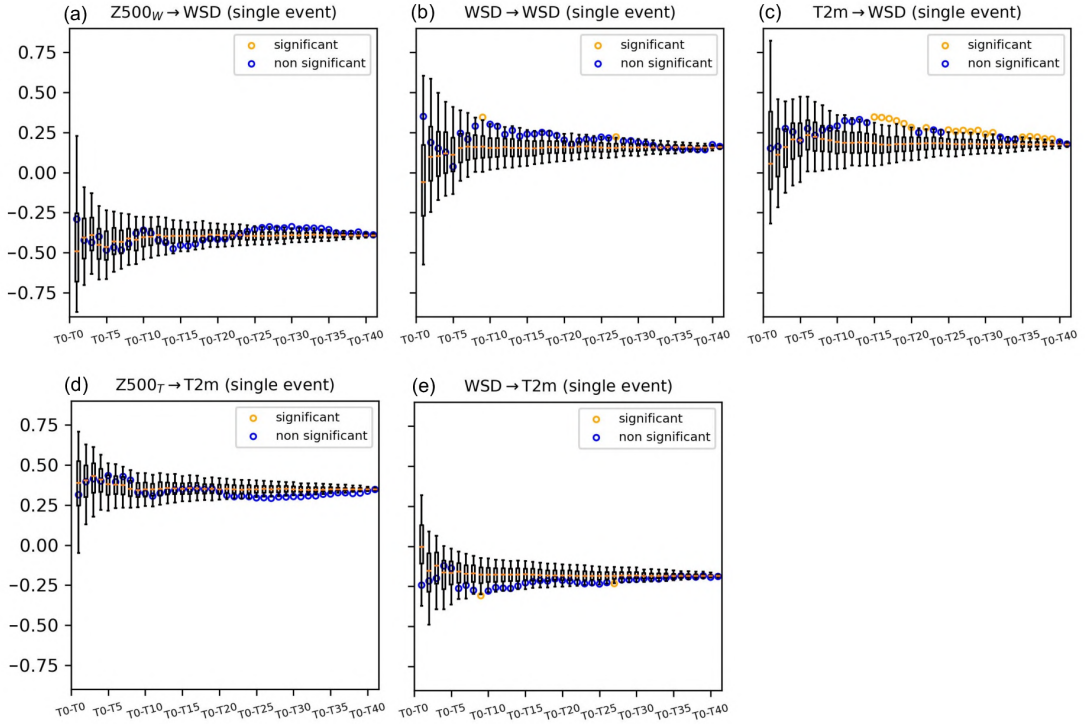 (a) Z500W → WSD (single event)
(b) WSD → WSD (single event)
(c) T2m → WSD (single event)
significant
non significant
significant
non significant
significant
non significant
0.75
0.50
0.25
0.00
−0.25
−0.50
−0.75
T0-T0 T0-T5 T0-T10 T0-T15 T0-T20 T0-T25 T0-T30 T0-T35 T0-T40
T0-T0 T0-T5 T0-T10 T0-T15 T0-T20 T0-T25 T0-T30 T0-T35 T0-T40
T0-T0 T0-T5 T0-T10 T0-T15 T0-T20 T0-T25 T0-T30 T0-T35 T0-T40
(d) Z500T → T2m (single event)
(e) WSD → T2m (single event)
significant
non significant
significant
non significant
0.75
0.50
0.25
0.00
−0.25
−0.50
−0.75
T0-T0 T0-T5 T0-T10 T0-T15 T0-T20 T0-T25 T0-T30 T0-T35 T0-T40
T0-T0 T0-T5 T0-T10 T0-T15 T0-T20 T0-T25 T0-T30 T0-T35 T0-T40